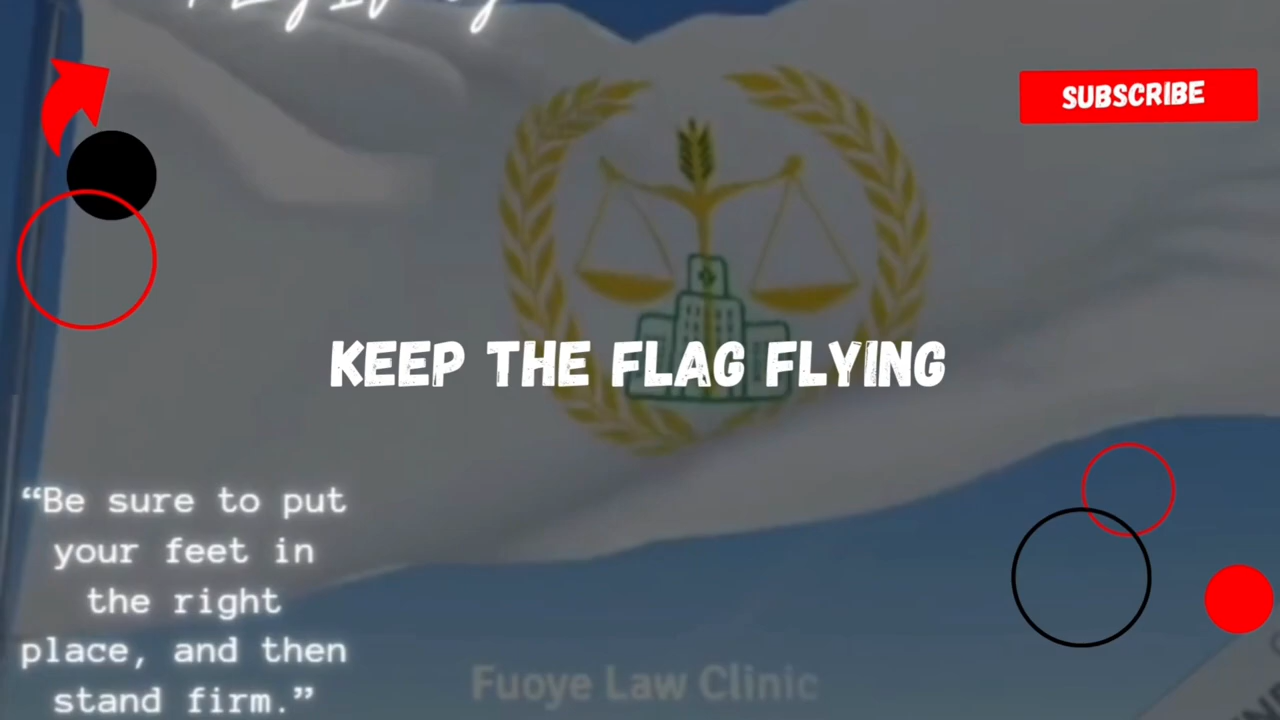 SUBSCRIBE
KEEP THE FLAG FLYING
“Be sure to put
your feet in
the right
place, and then
stand firm.”
Fuoye Law Clinic